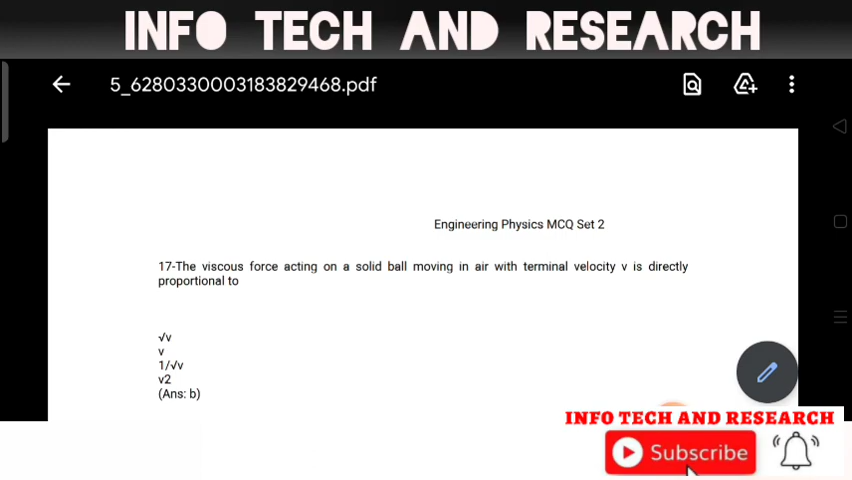 INFO TECH AND RESEARCH
5_6280330003183829468.pdf
Engineering Physics MCQ Set 2
17-The viscous force acting on a solid ball moving in air with terminal velocity v is directly
proportional to
√v
v
1/√v
v2
(Ans: b)
INFO TECH AND RESEARCH
Subscribe